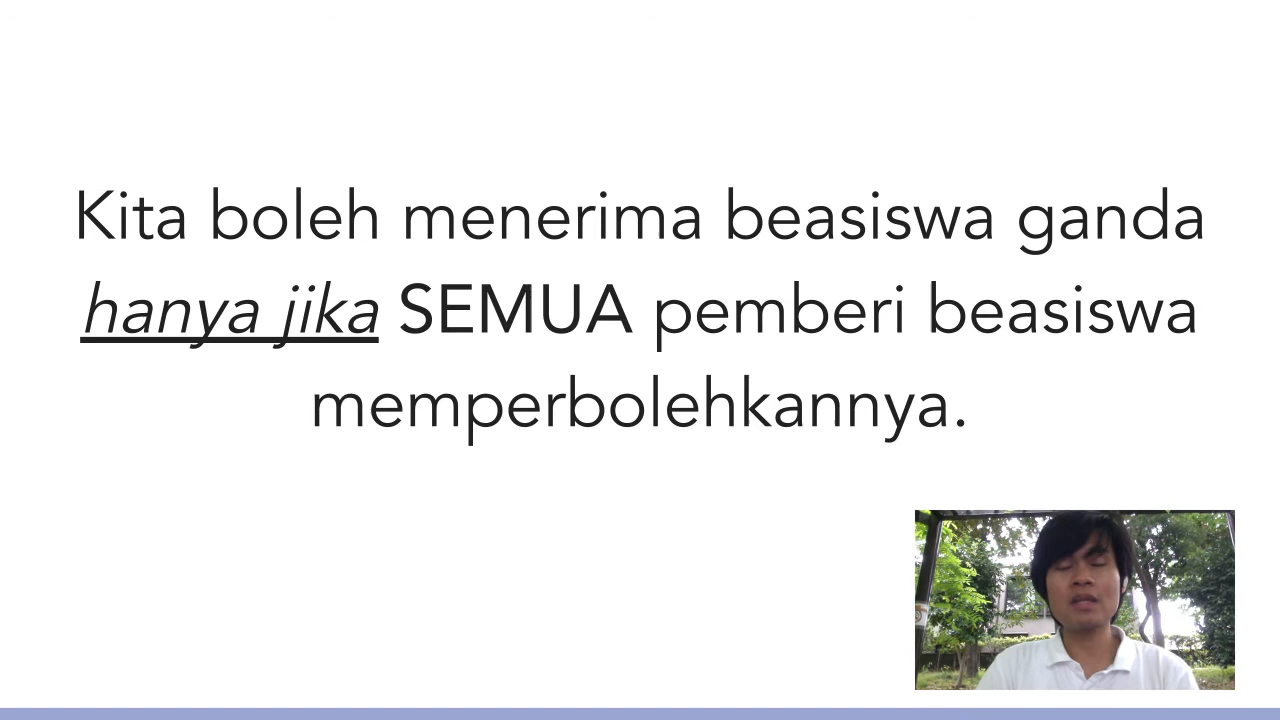 Kita boleh menerima beasiswa ganda
hanya jika SEMUA pemberi beasiswa
memperbolehkannya.